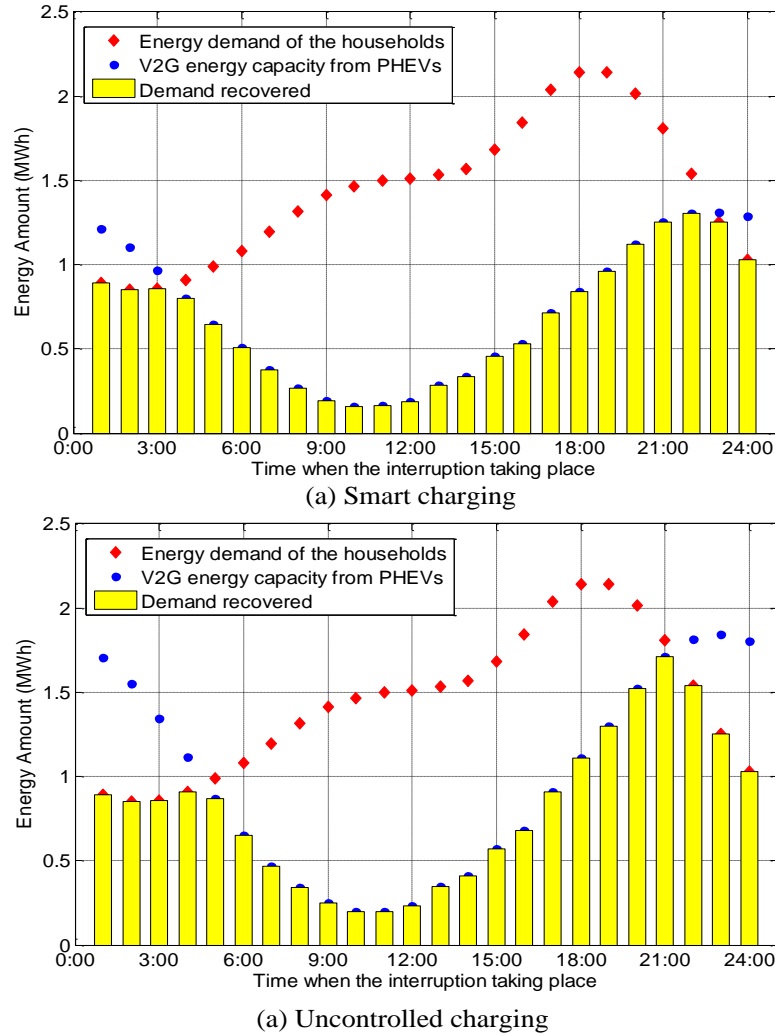 2.5
2
1.5
1
0.5
0
Energy Amount (MWh)
Energy demand of the households
V2G energy capacity from PHEVs
Demand recovered
0:00 3:00 6:00 9:00 12:00 15:00 18:00 21:00 24:00
Time when the interruption taking place
(a) Smart charging
2.5
2
1.5
1
0.5
0
Energy Amount (MWh)
Energy demand of the households
V2G energy capacity from PHEVs
Demand recovered
0:00 3:00 6:00 9:00 12:00 15:00 18:00 21:00 24:00
Time when the interruption taking place
(a) Uncontrolled charging